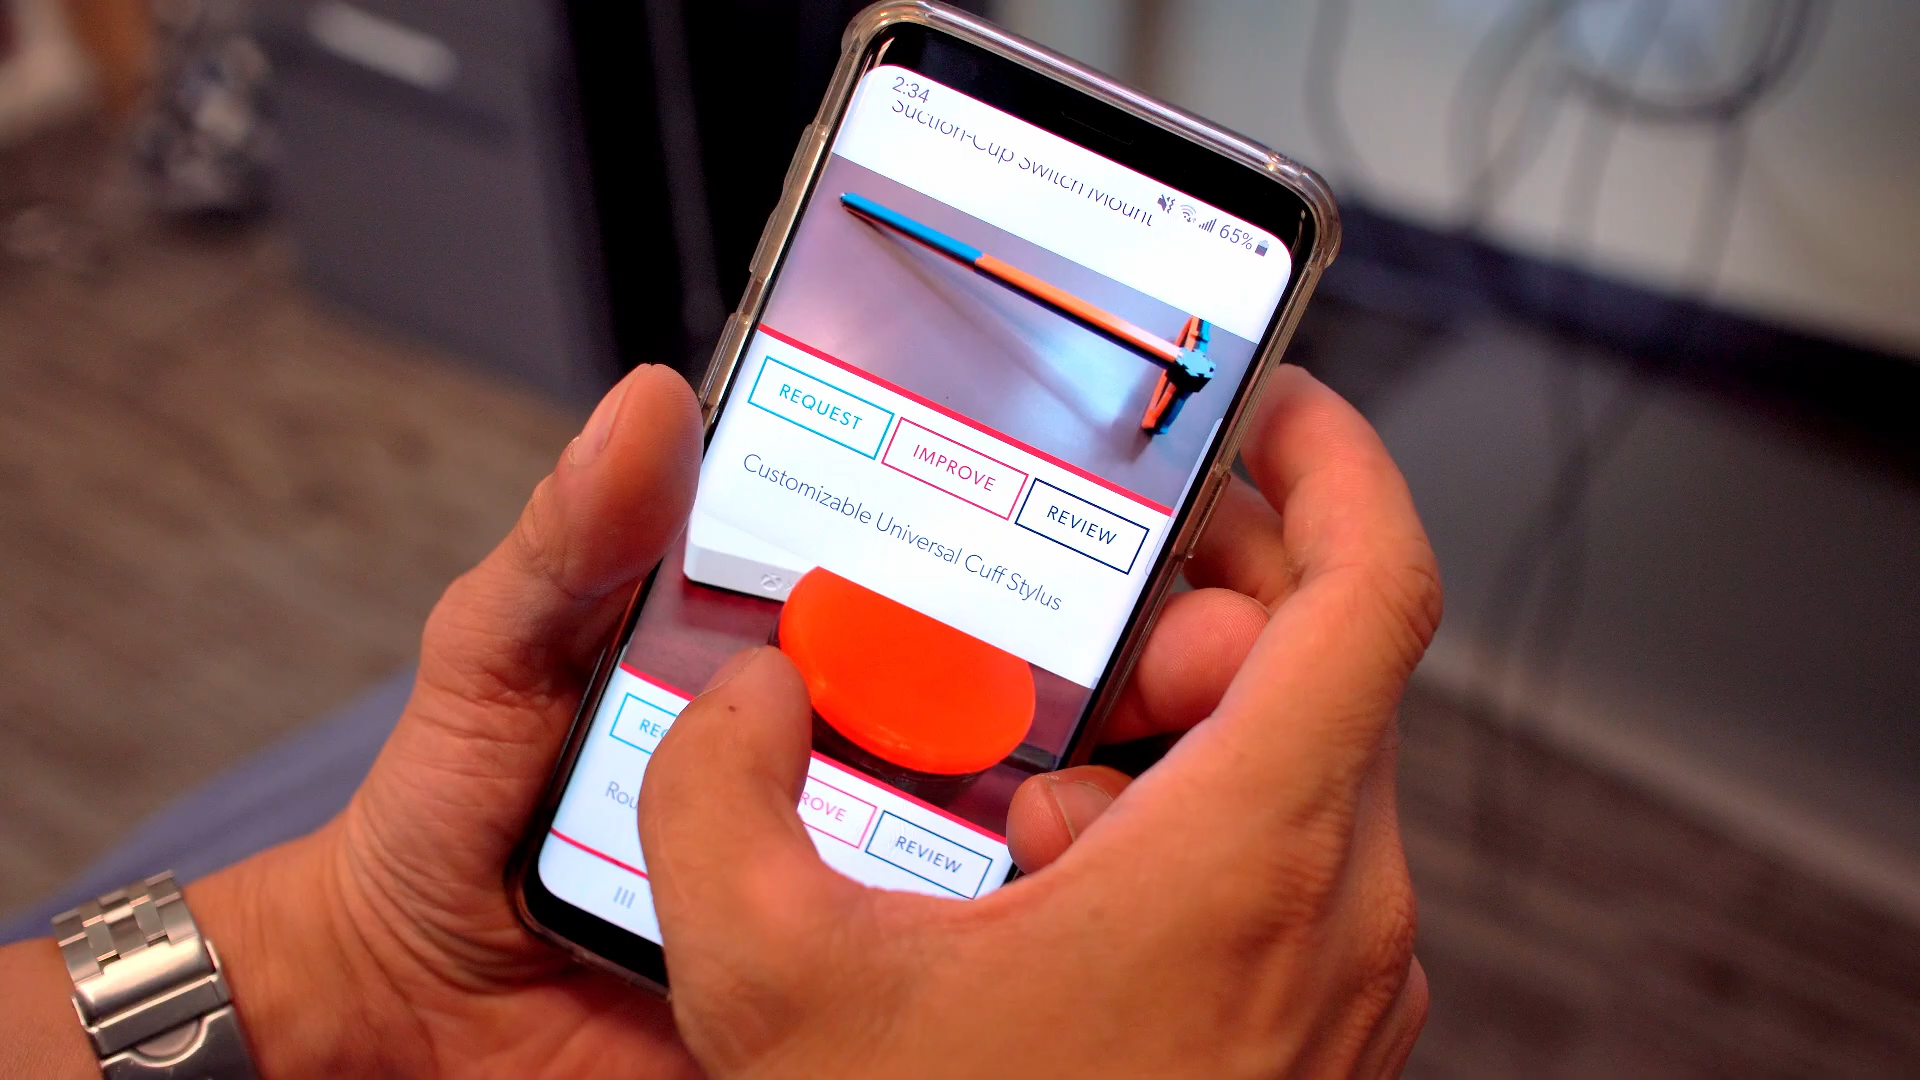 2:34
65%
Suction-Cup Switch Mount
REQUEST
IMPROVE
REVIEW
Customizable Universal Cuff Stylus
REVIEW